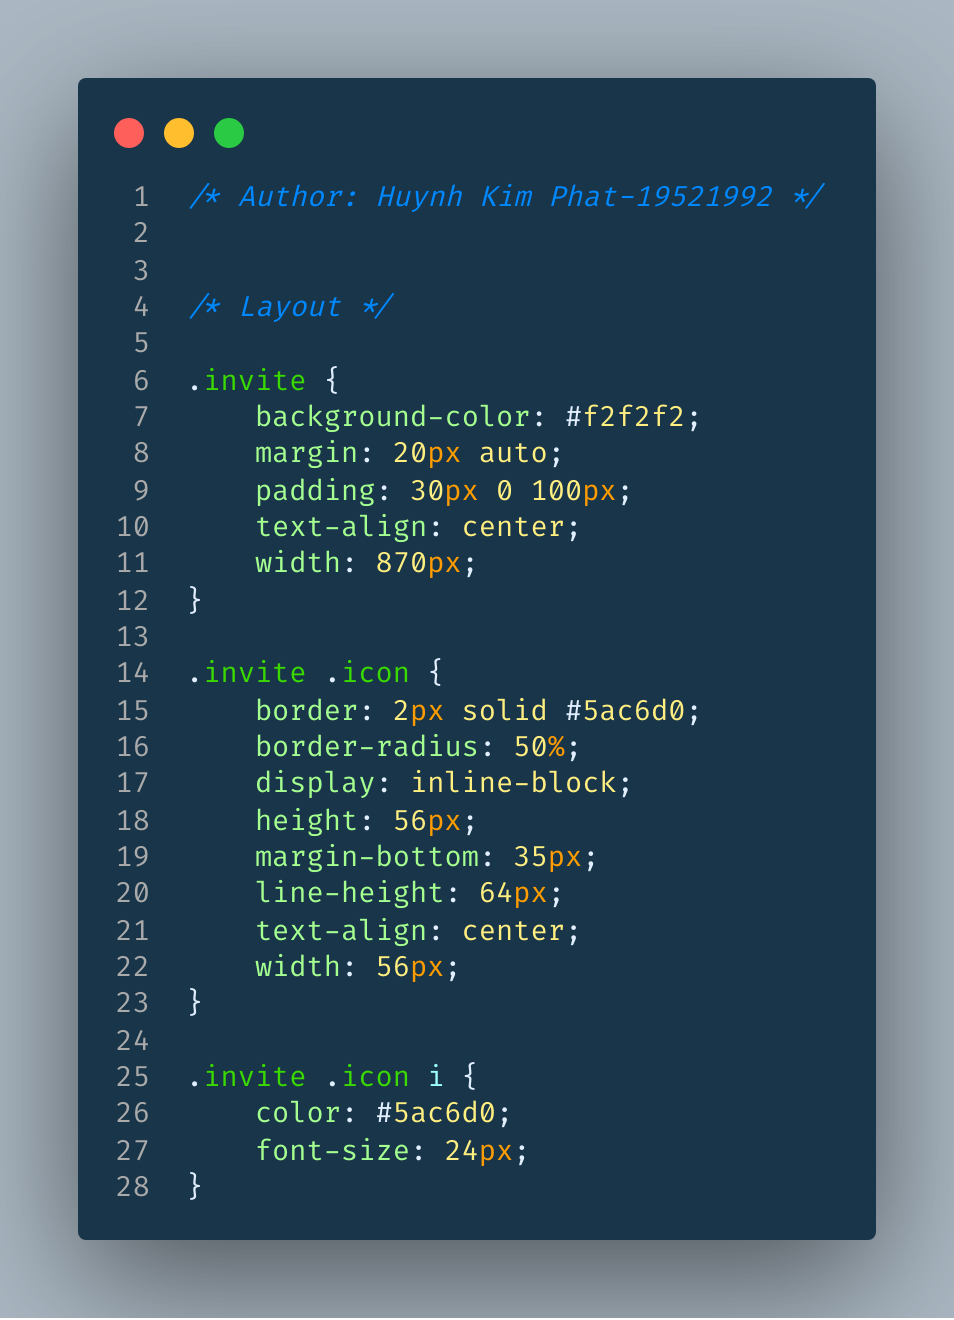 1 /* Author: Huynh Kim Phat-19521992 */
2
3
4 /* Layout */
5
6 .invite {
7     background-color: #f2f2f2;
8     margin: 20px auto;
9     padding: 30px 0 100px;
10     text-align: center;
11     width: 870px;
12 }
13
14 .invite .icon {
15     border: 2px solid #5ac6d0;
16     border-radius: 50%;
17     display: inline-block;
18     height: 56px;
19     margin-bottom: 35px;
20     line-height: 64px;
21     text-align: center;
22     width: 56px;
23 }
24
25 .invite .icon i {
26     color: #5ac6d0;
27     font-size: 24px;
28 }